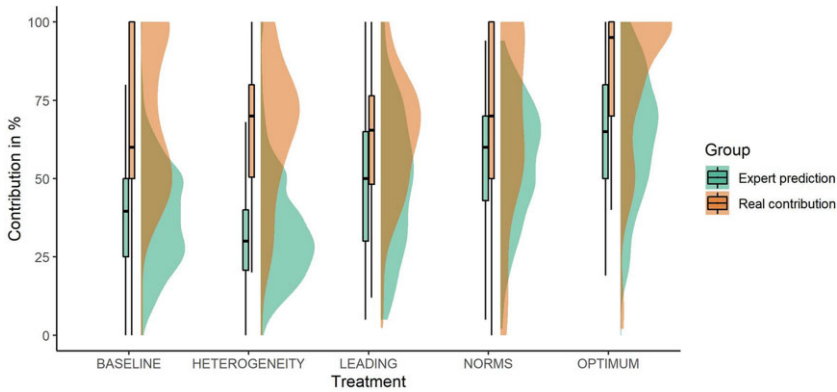 100
75
50
25
0
Contribution in %
BASELINE HETEROGENEITY LEADING NORMS OPTIMUM
Treatment
Group
Expert prediction
Real contribution